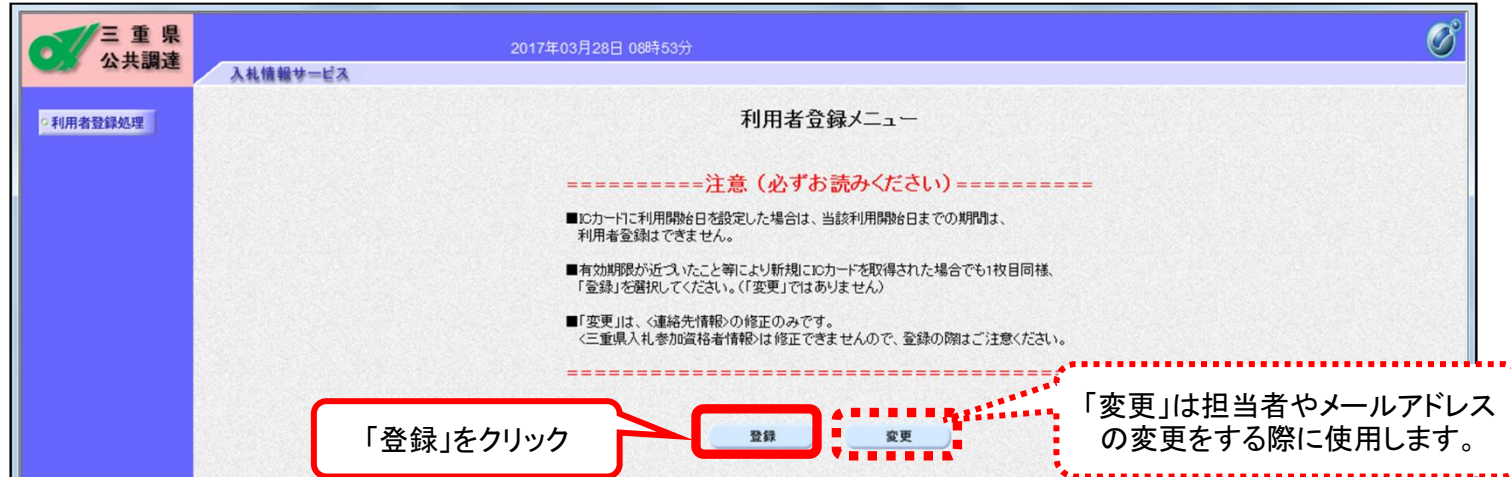 三重県
公共調達
2017年03月28日 08時53分
入札情報サービス
利用者登録処理
利用者登録メニュー
==========注意（必ずお読みください）==========
■ICカードに利用開始日を設定した場合は、当該利用開始日までの期間は、
利用者登録はできません。
■有効期限が近づいたこと等により新規にICカードを取得された場合でも1枚目同様、
「登録」を選択してください。（「変更」ではありません）
■「変更」は、<連絡先情報>の修正のみです。
<三重県入札参加資格者情報>は修正できませんので、登録の際はご注意ください。
======================================
「登録」をクリック
登録
変更
「変更」は担当者やメールアドレス
の変更をする際に使用します。